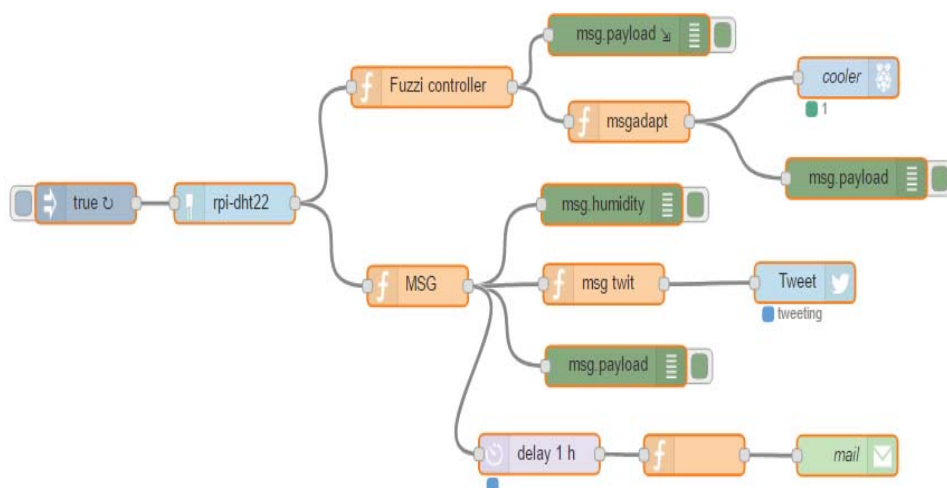 msg.payload
Fuzzi controller
cooler
msgadapt
1
msg.payload
true ↻
rpi-dht22
msg.humidity
MSG
msg twit
Tweet
tweeting
msg.payload
delay 1 h
mail